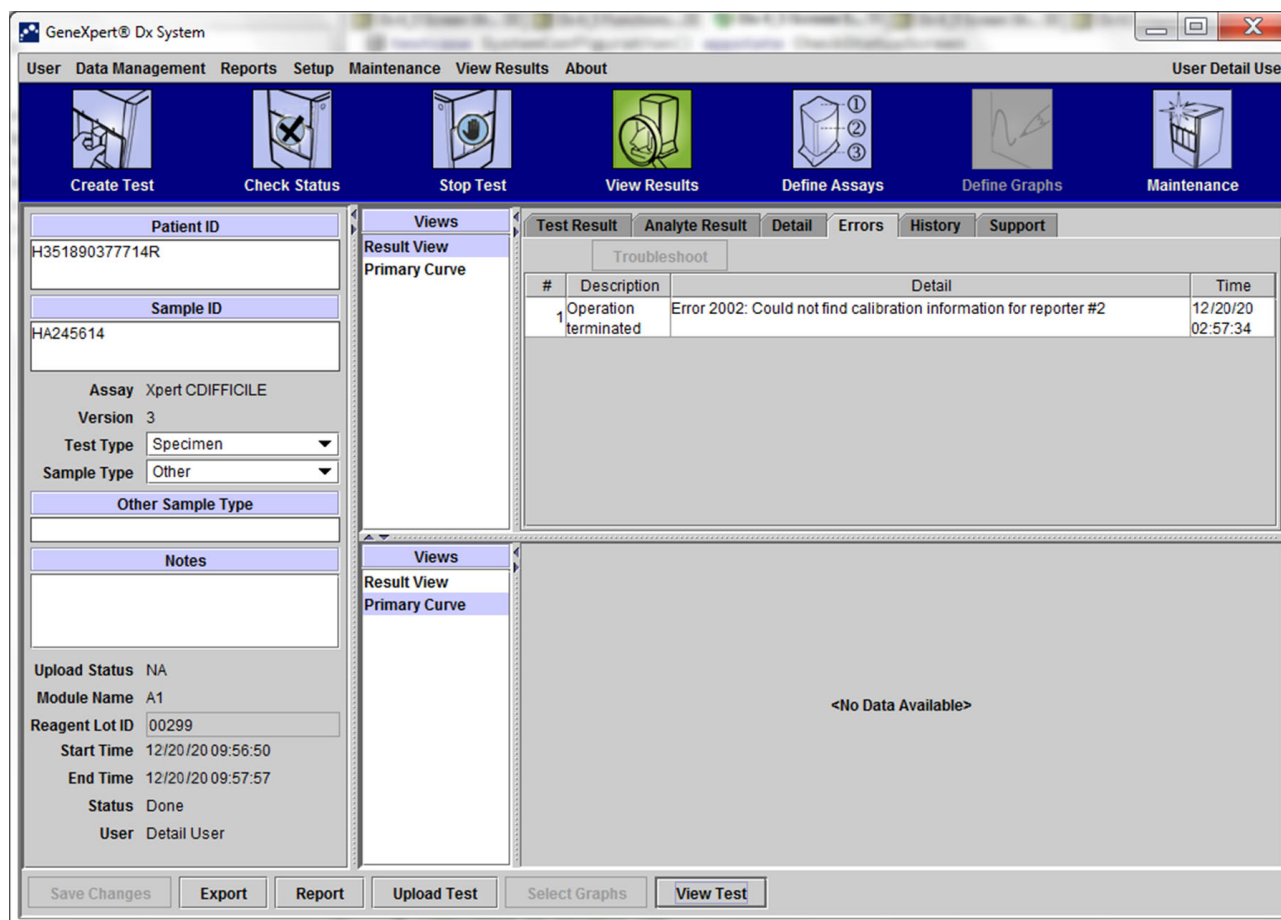 GeneXpert® Dx System
User Data Management Reports Setup Maintenance View Results About User Detail Use
Create Test Check Status Stop Test View Results Define Assays Define Graphs Maintenance
Patient ID
H351890377714R
Sample ID
HA245614
Assay Xpert CDIFFICILE
Version 3
Test Type Specimen
Sample Type Other
Other Sample Type
Notes
Upload Status NA
Module Name A1
Reagent Lot ID 00299
Start Time 12/20/20 09:56:50
End Time 12/20/20 09:57:57
Status Done
User Detail User
Views
Result View
Primary Curve
Test Result Analyte Result Detail Errors History Support
Troubleshoot
# Description Detail Time
1 Operation terminated Error 2002: Could not find calibration information for reporter #2 12/20/20 02:57:34
Views
Result View
Primary Curve
<No Data Available>
Save Changes Export Report Upload Test Select Graphs View Test